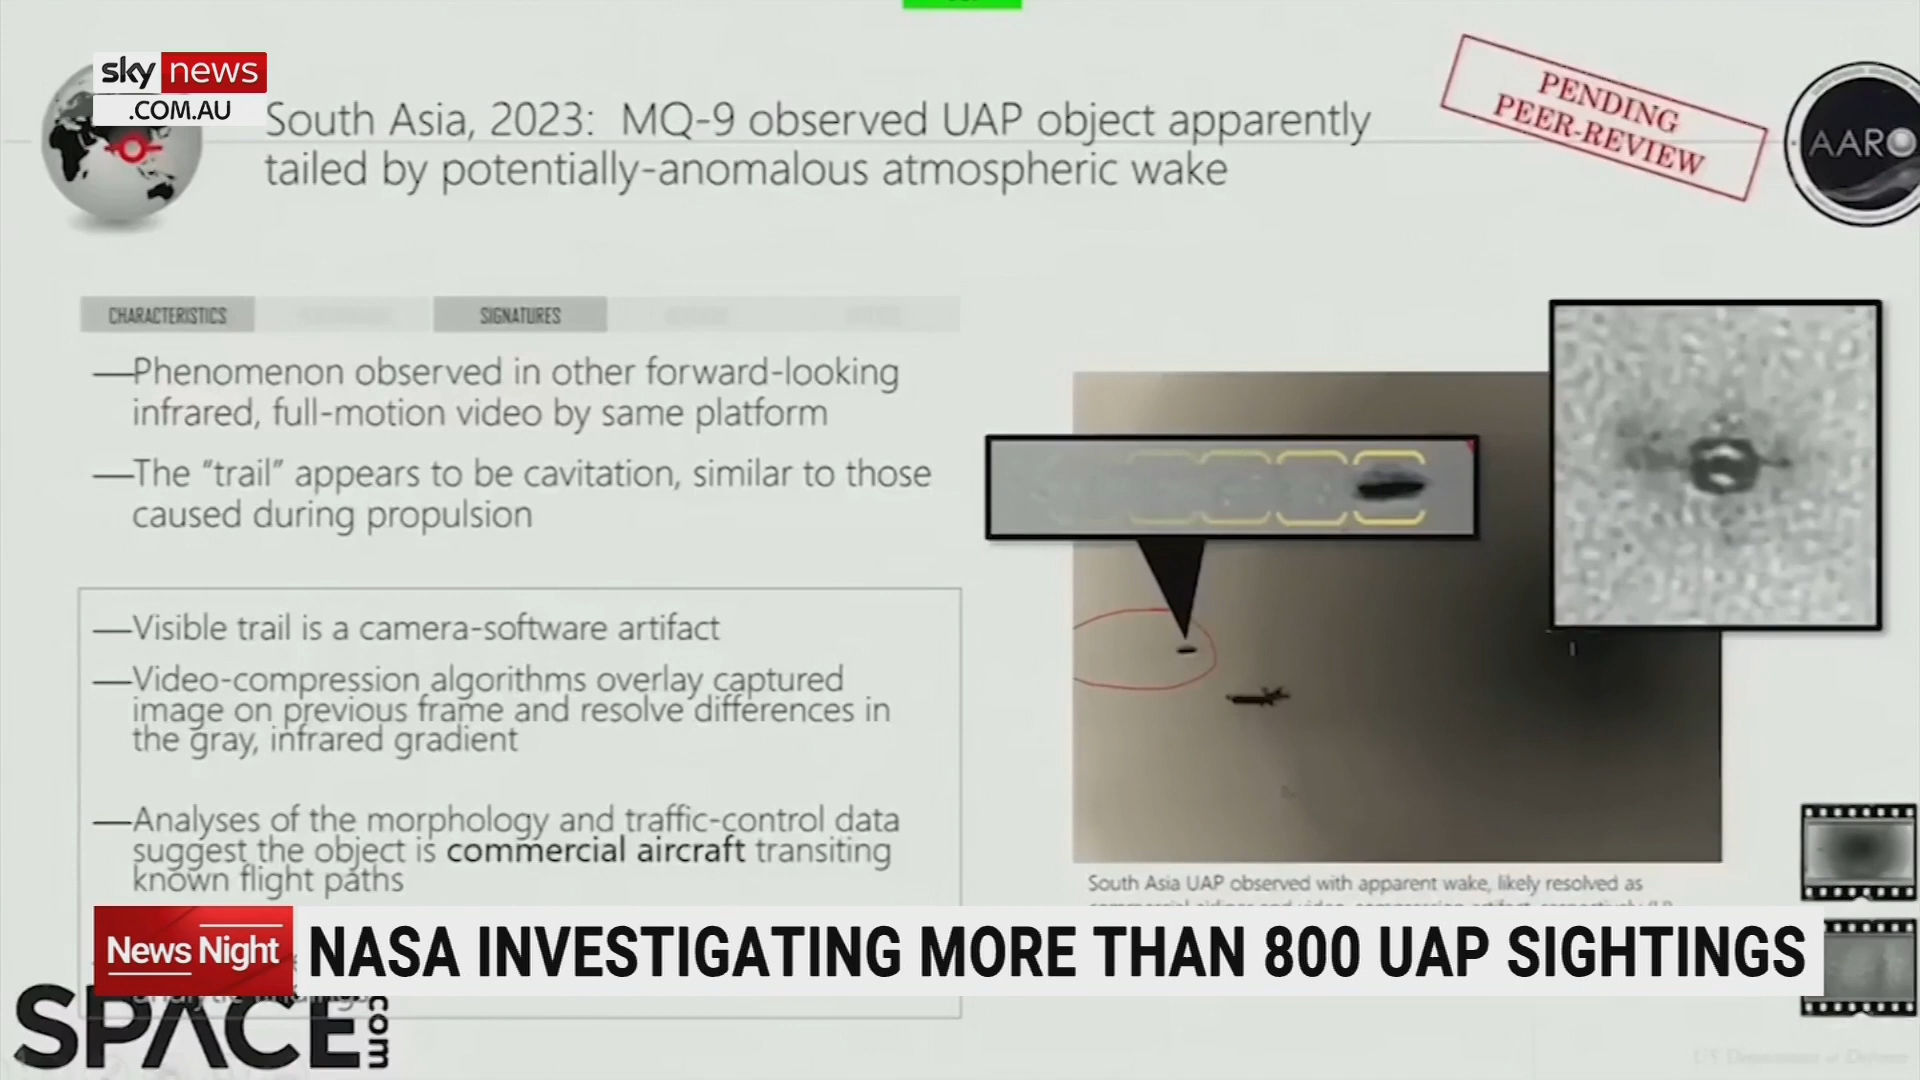 sky news
.COM.AU
South Asia, 2023: MQ-9 observed UAP object apparently
tailed by potentially-anomalous atmospheric wake
PENDING
PEER-REVIEW
AARO
CHARACTERISTICS
SIGNATURES
—Phenomenon observed in other forward-looking
infrared, full-motion video by same platform
—The “trail” appears to be cavitation, similar to those
caused during propulsion
—Visible trail is a camera-software artifact
—Video-compression algorithms overlay captured
image on previous frame and resolve differences in
the gray, infrared gradient
—Analyses of the morphology and traffic-control data
suggest the object is commercial aircraft transiting
known flight paths
South Asia UAP observed with apparent wake, likely resolved as
News Night
NASA INVESTIGATING MORE THAN 800 UAP SIGHTINGS
SPACE.com